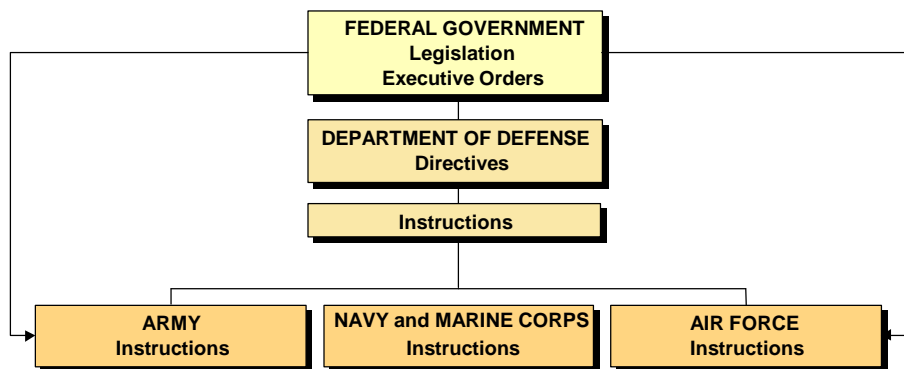 FEDERAL GOVERNMENT
Legislation
Executive Orders
DEPARTMENT OF DEFENSE
Directives
Instructions
ARMY
Instructions
NAVY and MARINE CORPS
Instructions
AIR FORCE
Instructions